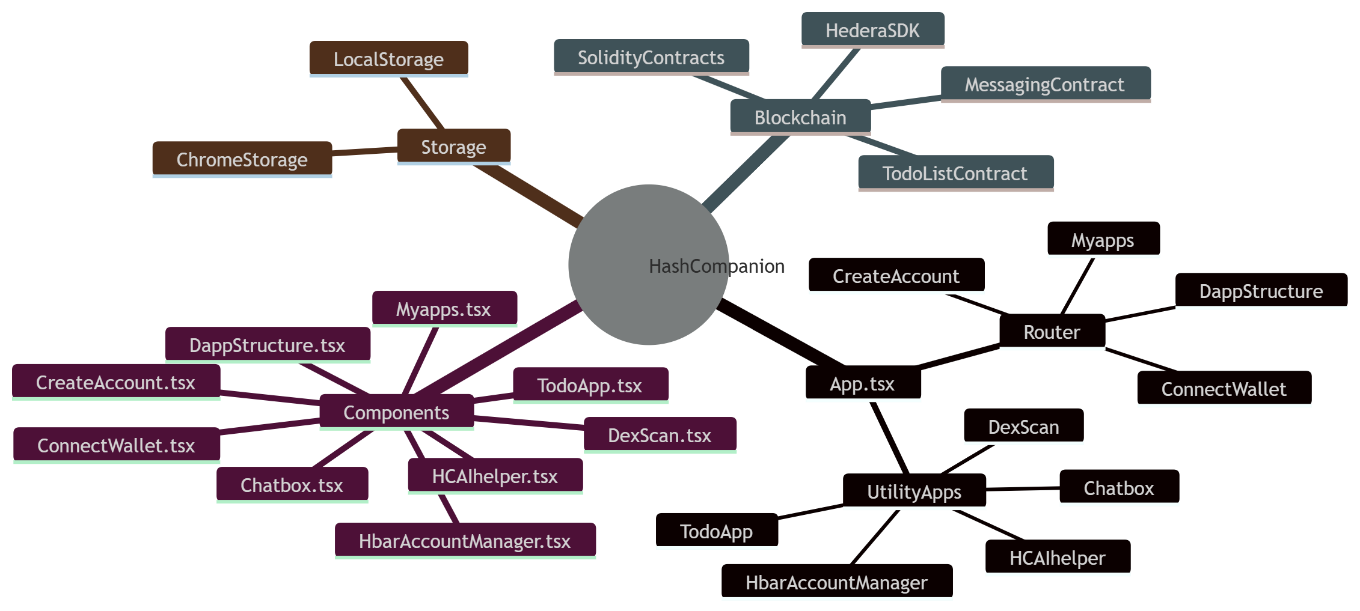 HederaSDK
LocalStorage
SolidityContracts
MessagingContract
Blockchain
Storage
ChromeStorage
TodoListContract
HashCompanion
Myapps
CreateAccount
DappStructure
Myapps.tsx
Router
DappStructure.tsx
CreateAccount.tsx
TodoApp.tsx
App.tsx
ConnectWallet
Components
DexScan
DexScan.tsx
ConnectWallet.tsx
HCAIhelper.tsx
Chatbox.tsx
UtilityApps
Chatbox
TodoApp
HbarAccountManager.tsx
HCAIhelper
HbarAccountManager